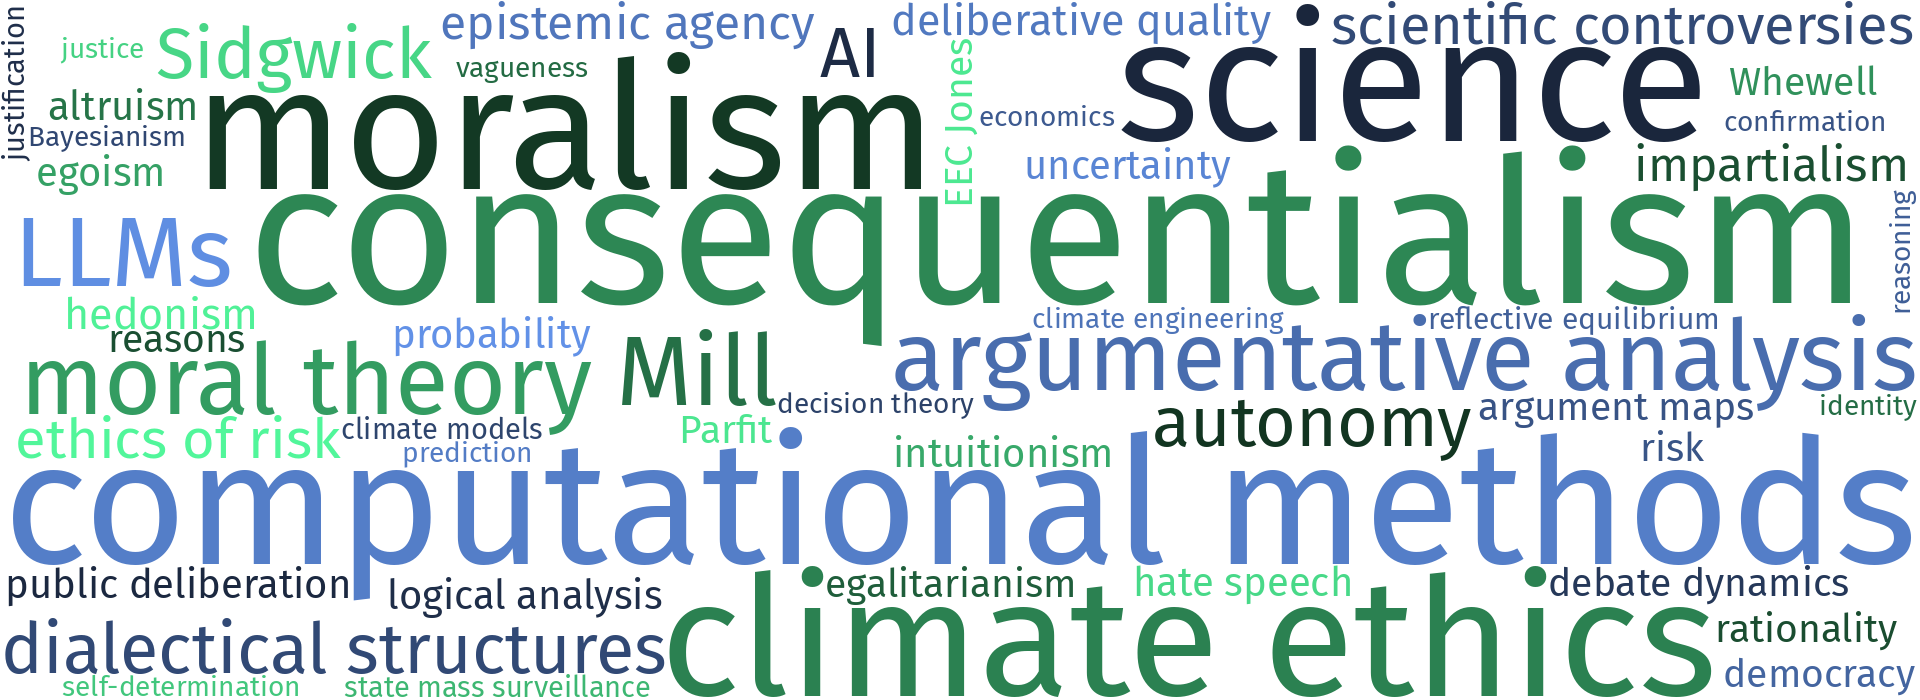 justification
justice
Sidgwick
epistemic agency
AI
deliberative quality
scientific controversies
vagueness
EEC Jones
science
Whewell
altruism
moralism
economics
confirmation
Bayesianism
egoism
uncertainty
impartialism
LLMs
consequentialism
reasoning
hedonism
reasons
probability
climate engineering
reflective equilibrium
moral theory
Mill
argumentative analysis
decision theory
autonomy
argument maps
identity
ethics of risk
climate models
prediction
Parfit
intuitionism
risk
computational methods
public deliberation
logical analysis
egalitarianism
hate speech
debate dynamics
dialectical structures
climate ethics
rationality
democracy
self-determination
state mass surveillance